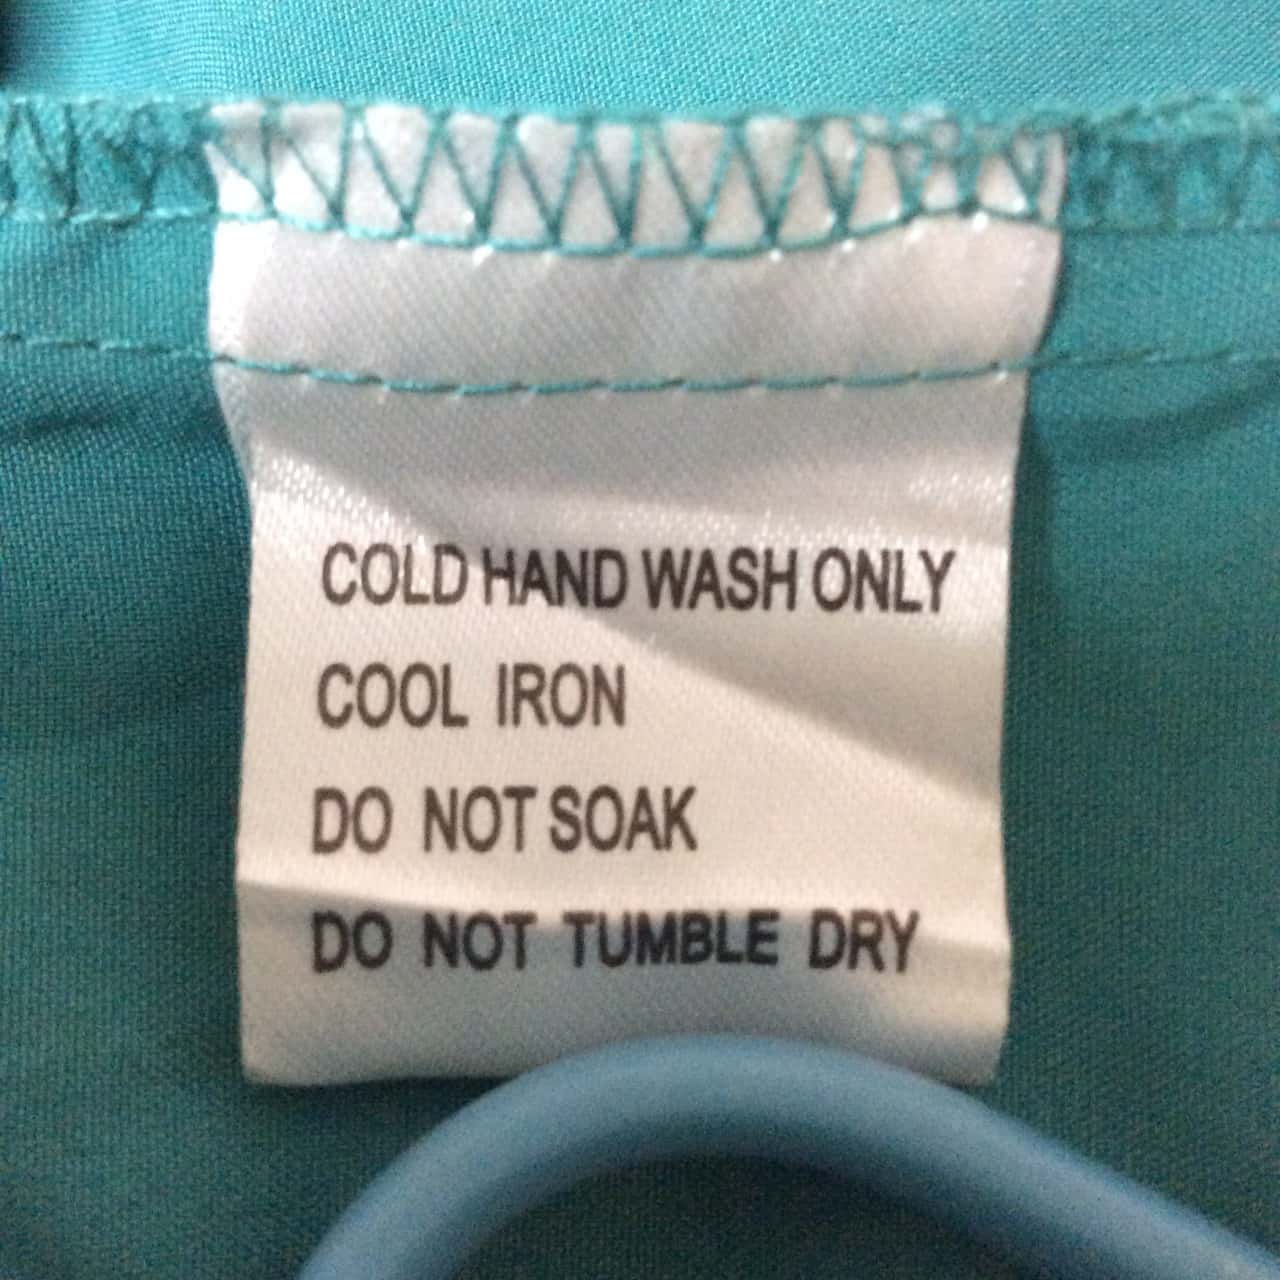 COLD HAND WASH ONLY
COOL IRON
DO NOT SOAK
DO NOT TUMBLE DRY